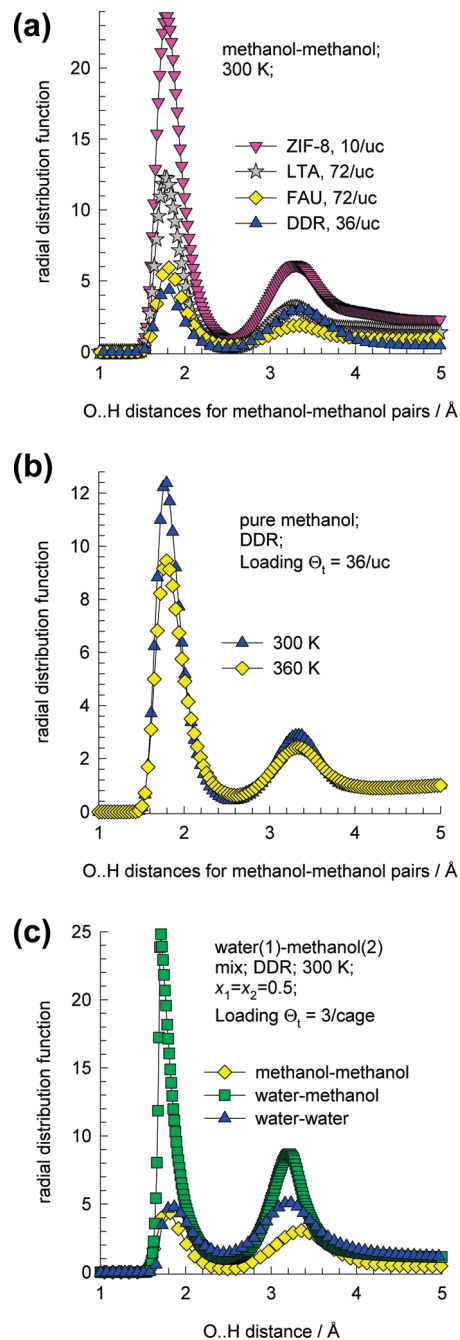 (a)
methanol-methanol;
300 K;
ZIF-8, 10/uc
LTA, 72/uc
FAU, 72/uc
DDR, 36/uc
radial distribution function
20
15
10
5
0
1 2 3 4 5
O..H distances for methanol-methanol pairs / Å
(b)
pure methanol;
DDR;
Loading Θt = 36/uc
300 K
360 K
radial distribution function
12
10
8
6
4
2
0
1 2 3 4 5
O..H distances for methanol-methanol pairs / Å
(c)
water(1)-methanol(2)
mix; DDR; 300 K;
x1=x2=0.5;
Loading Θt = 3/cage
methanol-methanol
water-methanol
water-water
radial distribution function
25
20
15
10
5
0
1 2 3 4 5
O..H distance / Å